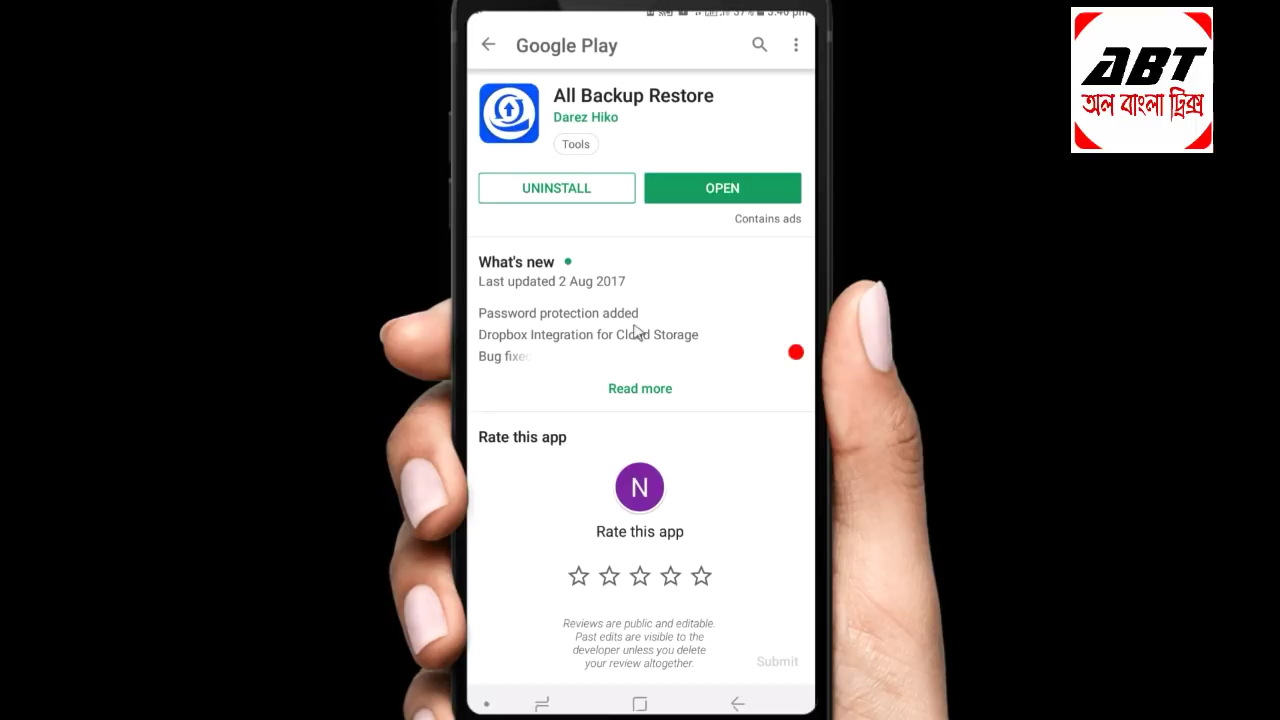 Google Play
ABT
অল বাংলা ট্রিক্স
All Backup Restore
Darez Hiko
Tools
UNINSTALL
OPEN
Contains ads
What's new
Last updated 2 Aug 2017
Password protection added
Dropbox Integration for Cloud Storage
Bug fixed
Read more
Rate this app
N
Rate this app
Reviews are public and editable.
Past edits are visible to the
developer unless you delete
your review altogether.
Submit